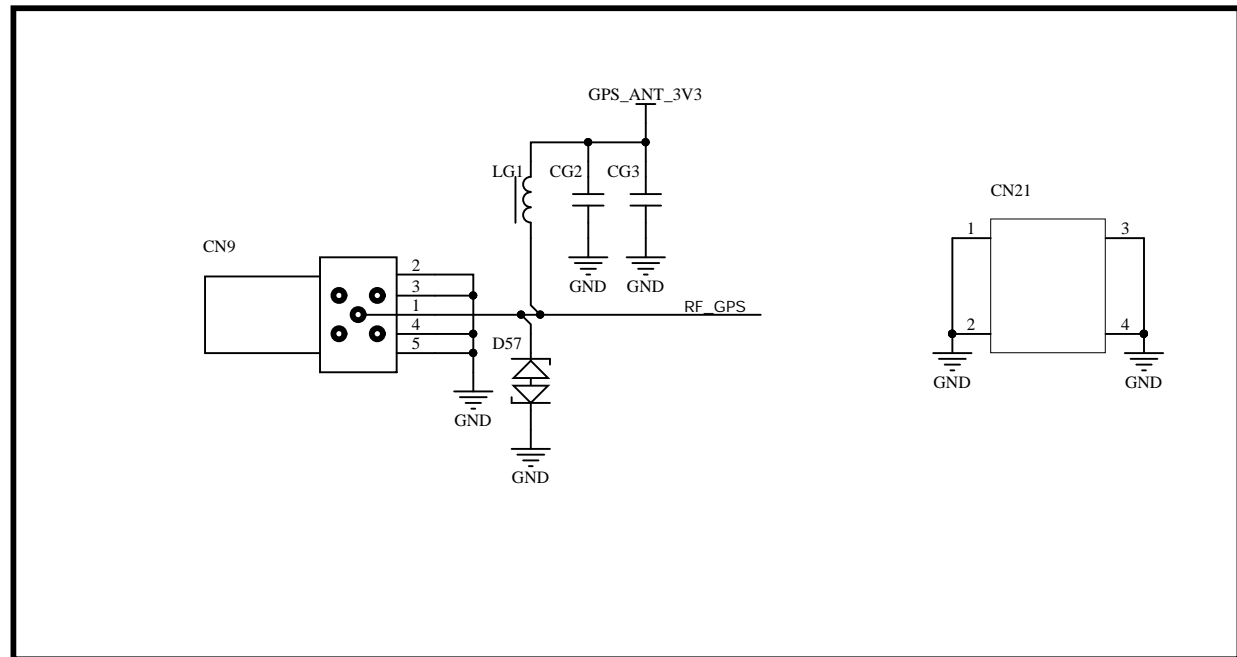 GPS_ANT_3V3
LG1
CG2
CG3
CN21
1
3
CN9
2
GND
GND
3
1
RF_GPS
2
4
4
D57
5
GND
GND
GND
GND